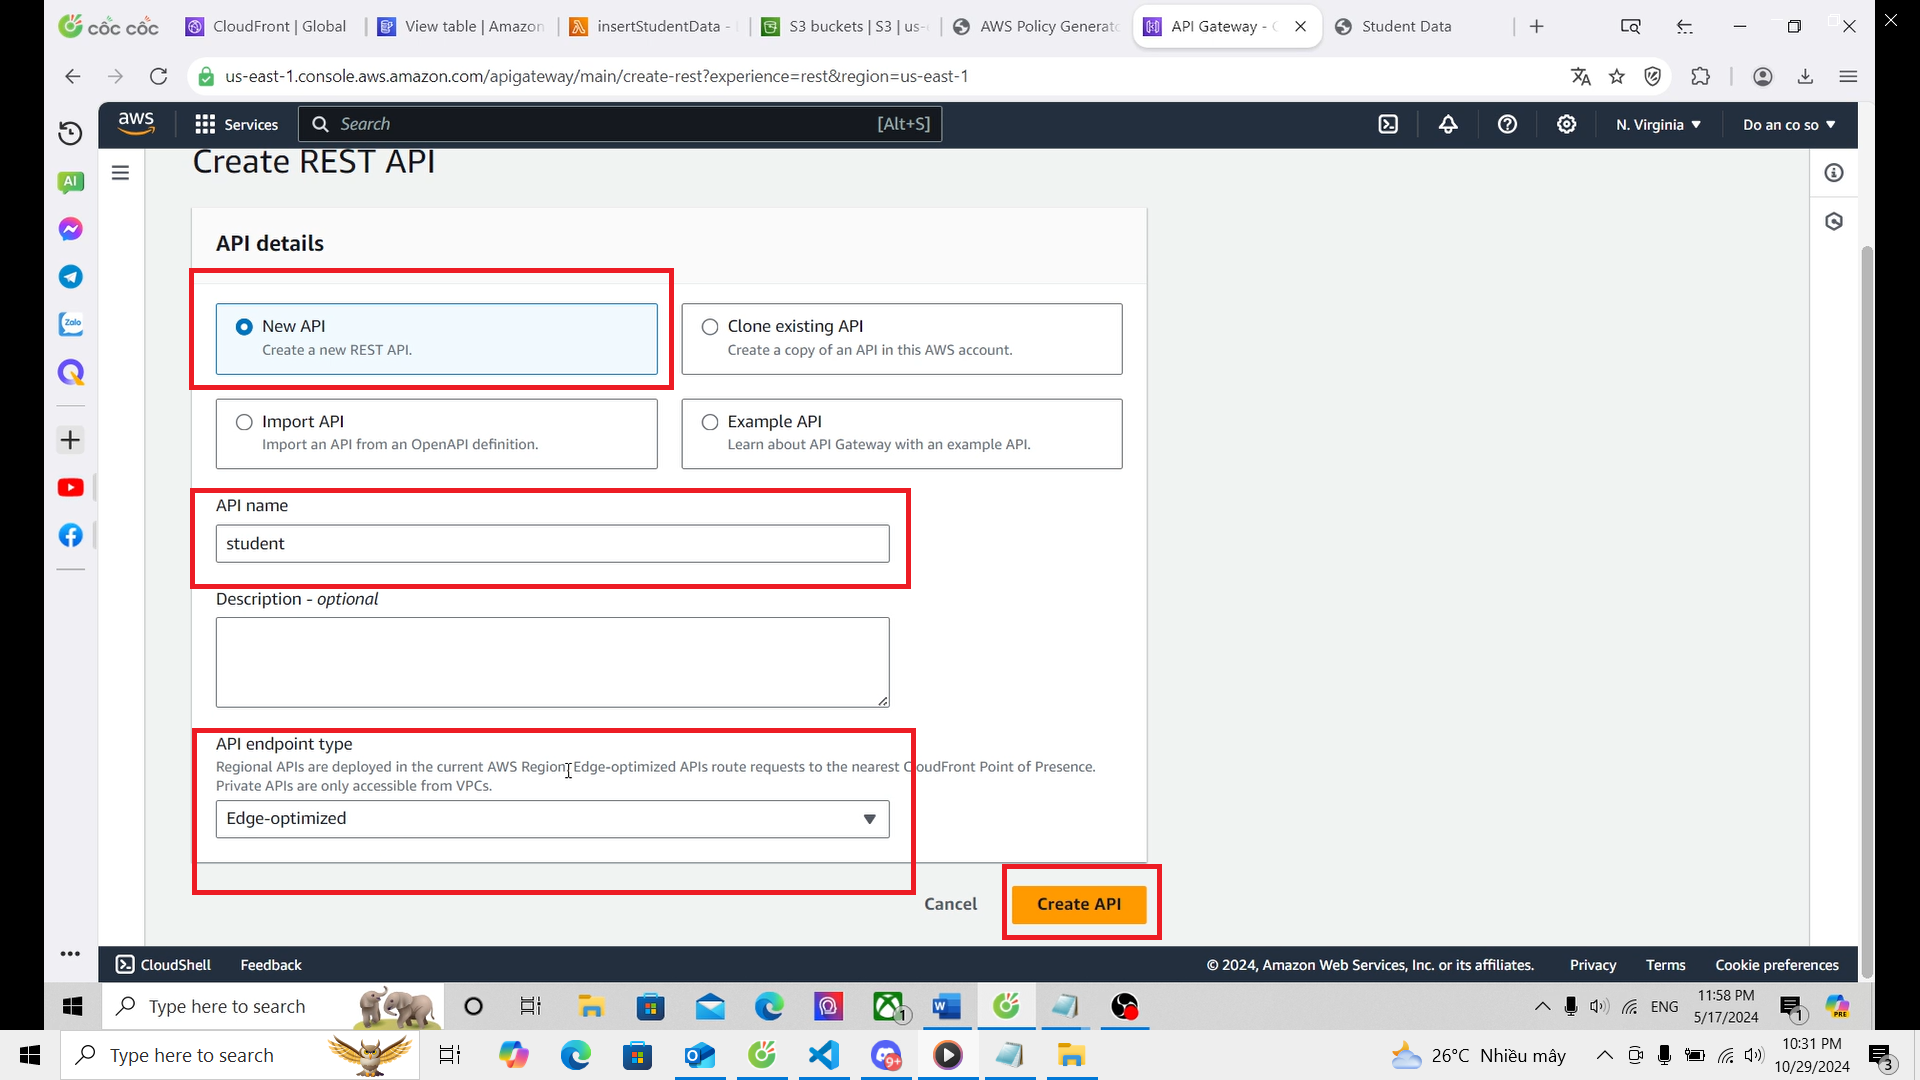 cốc cốc
CloudFront | Global
View table | Amazon
insertStudentData -
S3 buckets | S3 | us-
AWS Policy Generato
API Gateway -
Student Data
us-east-1.console.aws.amazon.com/apigateway/main/create-rest?experience=rest&region=us-east-1
aws
Services
Search
[Alt+S]
N. Virginia
Do an co so
AI
Zalo
Create REST API
API details
New API
Create a new REST API.
Clone existing API
Create a copy of an API in this AWS account.
Import API
Import an API from an OpenAPI definition.
Example API
Learn about API Gateway with an example API.
API name
student
Description - optional
API endpoint type
Regional APIs are deployed in the current AWS Region. Edge-optimized APIs route requests to the nearest CloudFront Point of Presence.
Private APIs are only accessible from VPCs.
Edge-optimized
Cancel
Create API
CloudShell
Feedback
© 2024, Amazon Web Services, Inc. or its affiliates.
Privacy
Terms
Cookie preferences
Type here to search
1
ENG
11:58 PM
5/17/2024
1
PRE
Type here to search
9+
26°C Nhiều mây
10:31 PM
10/29/2024
3